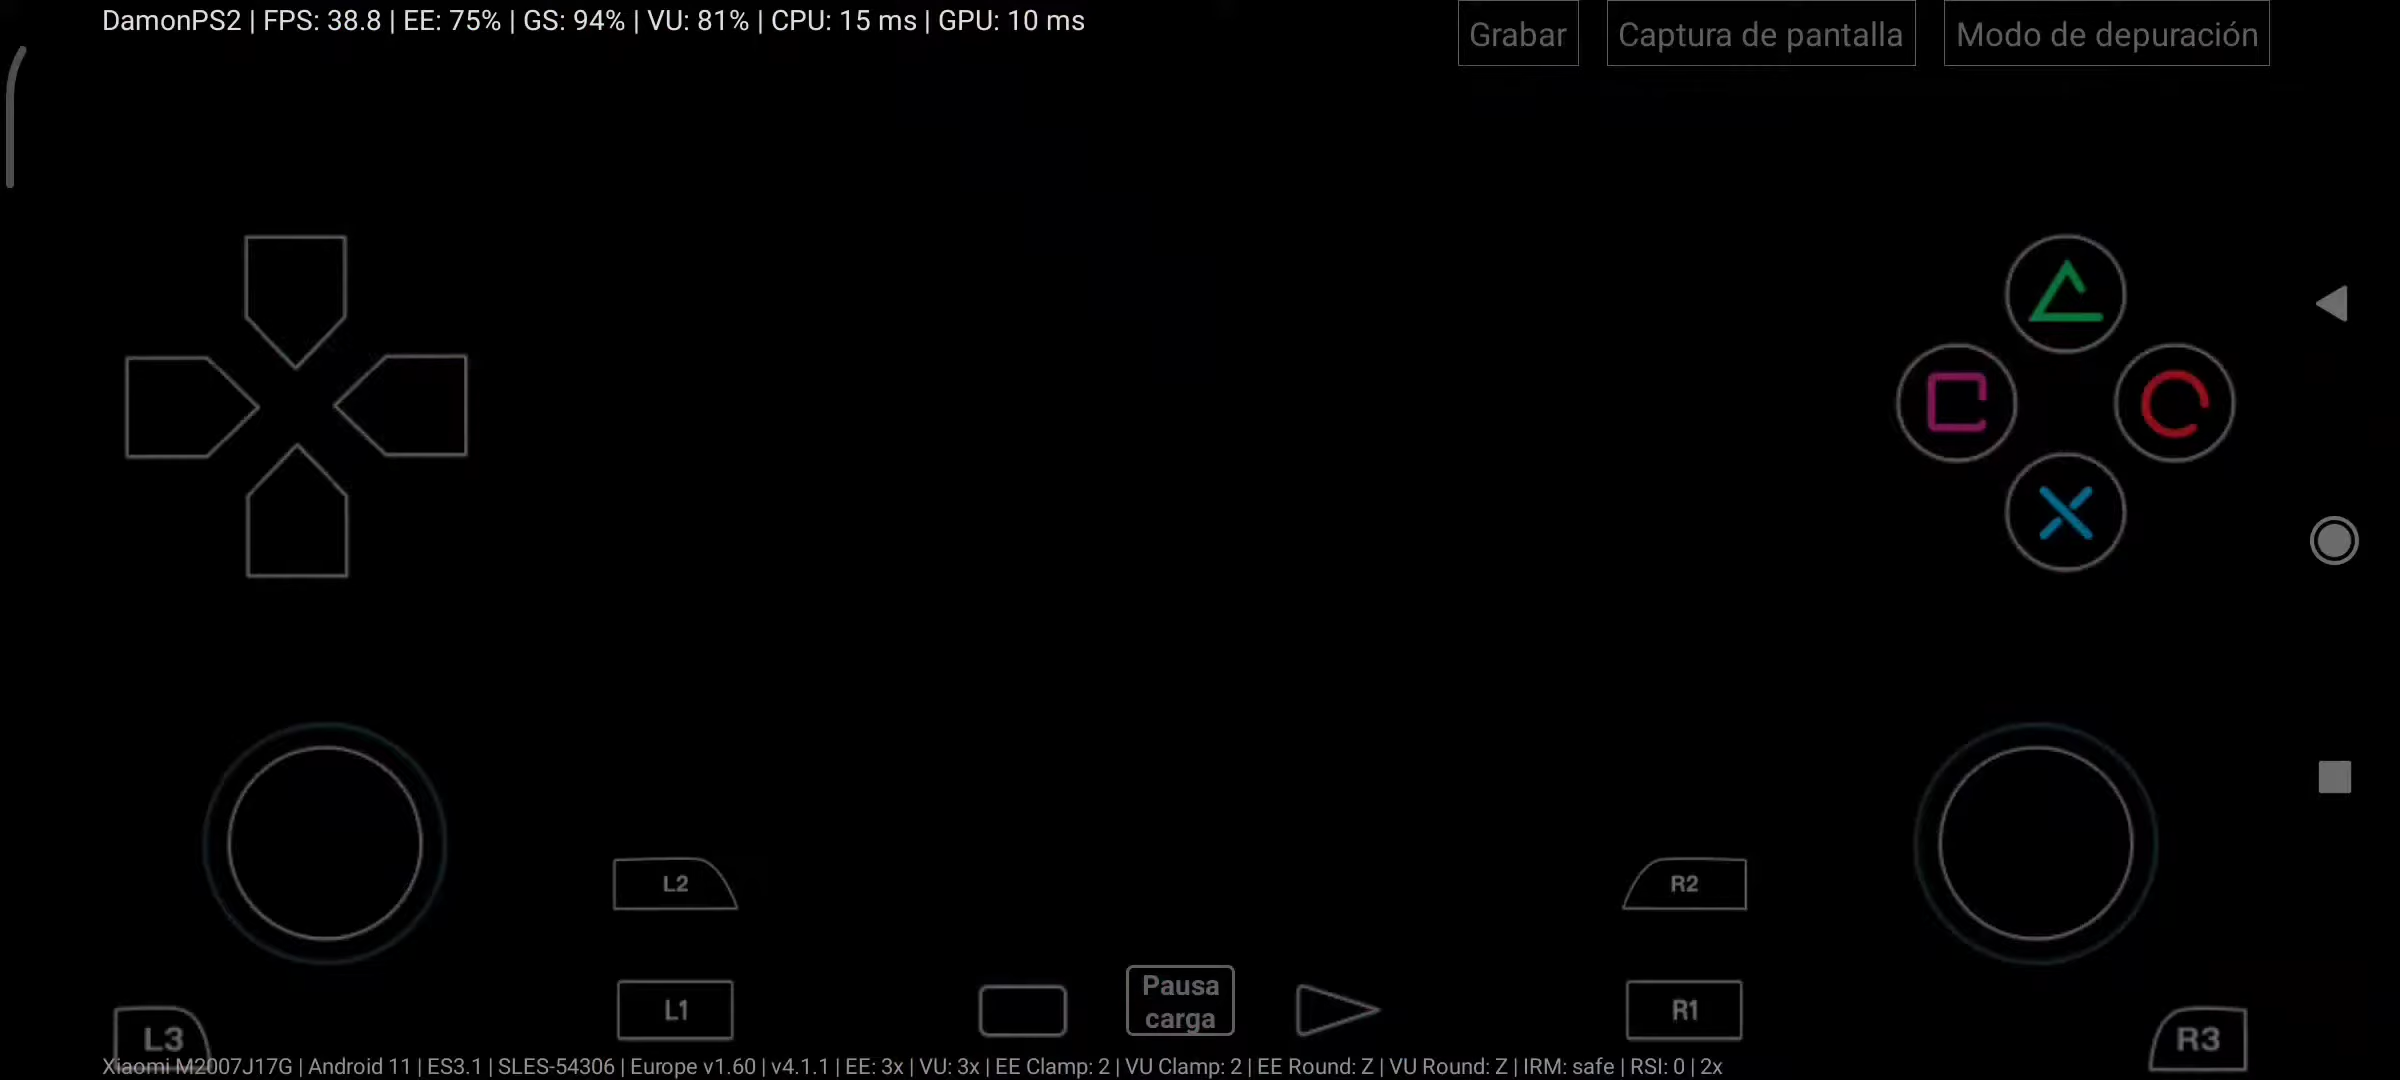 DamonPS2 | FPS: 38.8 | EE: 75% | GS: 94% | VU: 81% | CPU: 15 ms | GPU: 10 ms
Grabar
Captura de pantalla
Modo de depuración
L2
R2
L1
Pausa
carga
R1
L3
R3
Xiaomi M2007J17G | Android 11 | ES3.1 | SLES-54306 | Europe v1.60 | v4.1.1 | EE: 3x | VU: 3x | EE Clamp: 2 | VU Clamp: 2 | EE Round: Z | VU Round: Z | IRM: safe | RSI: 0 | 2x